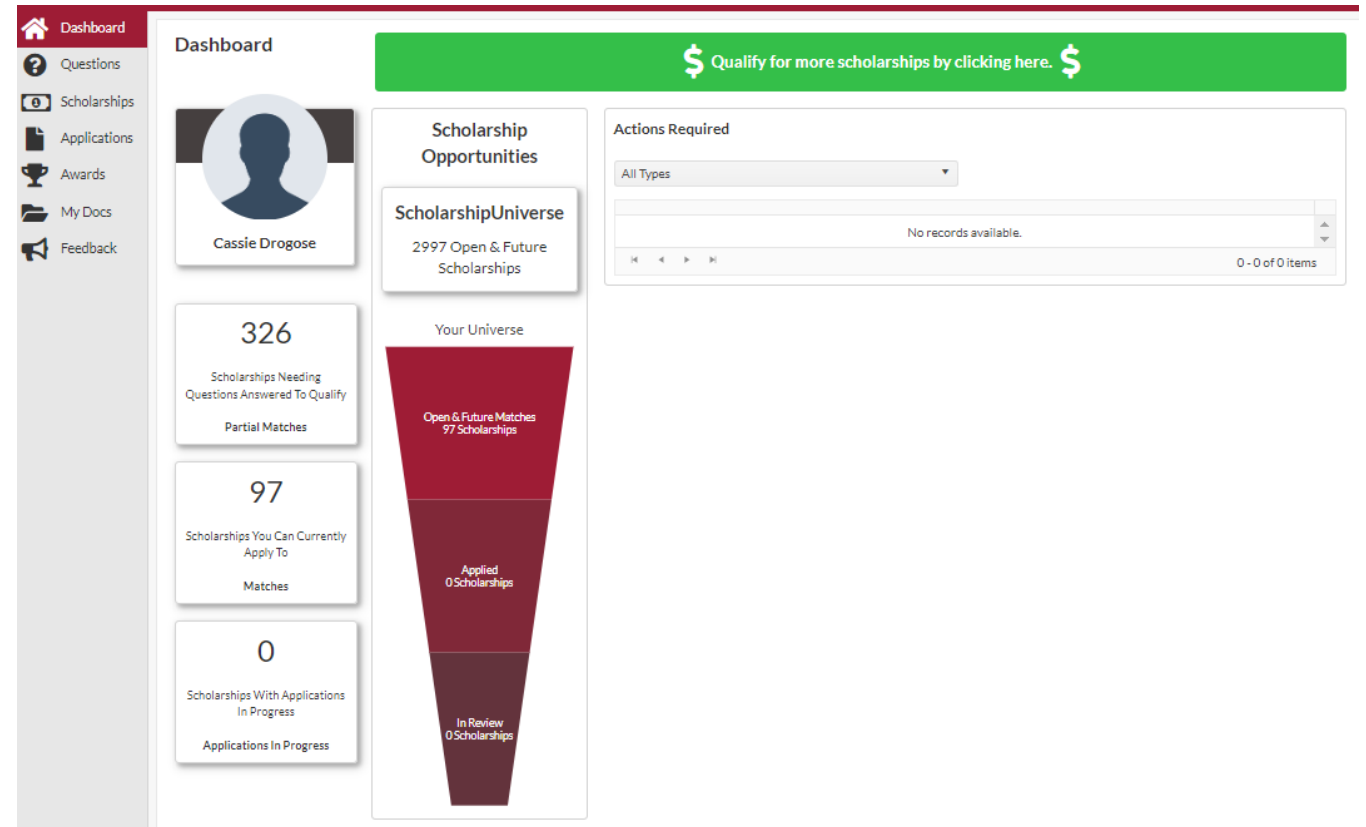 Dashboard
Questions
Scholarships
Applications
Awards
My Docs
Feedback
Dashboard
$ Qualify for more scholarships by clicking here. $
Cassie Drogose
326
Scholarships Needing
Questions Answered To Qualify
Partial Matches
97
Scholarships You Can Currently
Apply To
Matches
0
Scholarships With Applications
In Progress
Applications In Progress
Scholarship
Opportunities
ScholarshipUniverse
2997 Open & Future
Scholarships
Your Universe
Open & Future Matches
97 Scholarships
Applied
0 Scholarships
In Review
0 Scholarships
Actions Required
All Types
No records available.
0 - 0 of 0 items